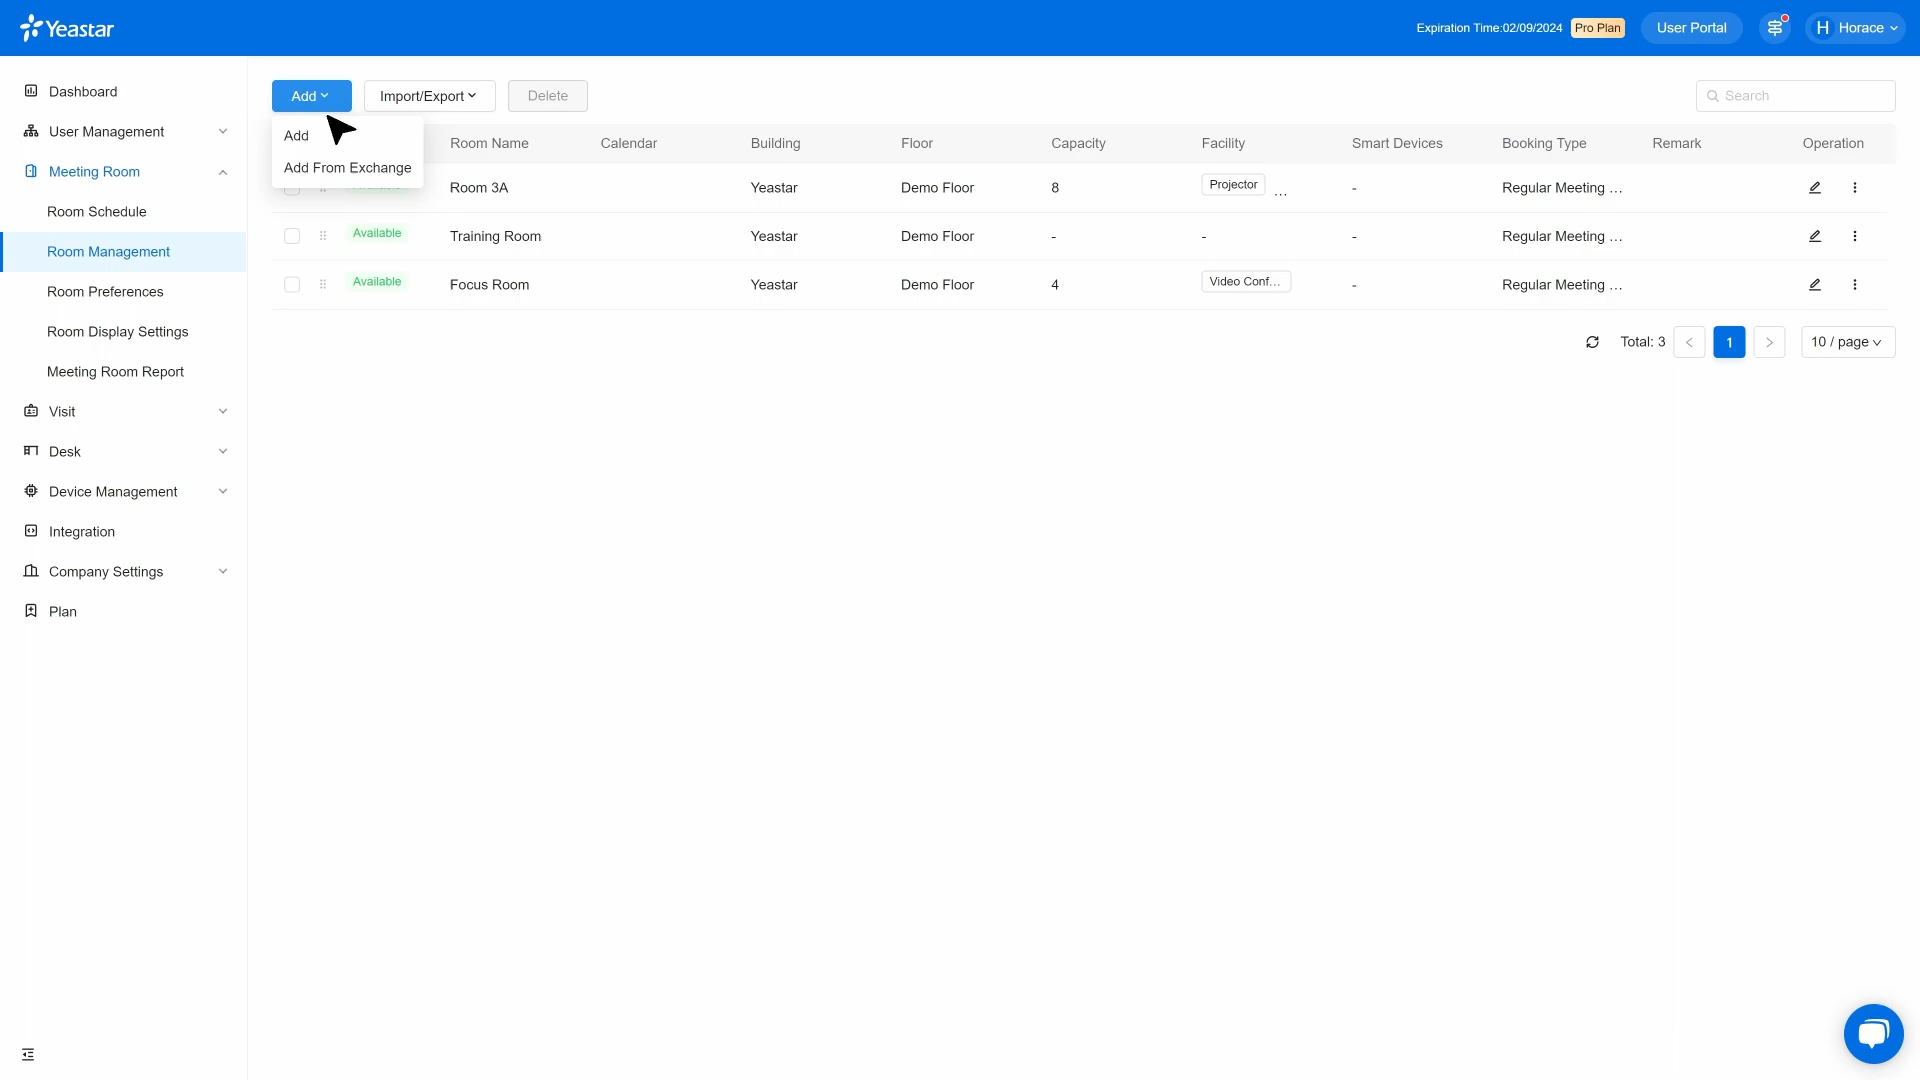 Yeastar
Expiration Time:02/09/2024 Pro Plan User Portal H Horace
Dashboard
User Management
Meeting Room
Room Schedule
Room Management
Room Preferences
Room Display Settings
Meeting Room Report
Visit
Desk
Device Management
Integration
Company Settings
Plan
Add Import/Export Delete Search
Add
Add From Exchange
Room Name Calendar Building Floor Capacity Facility Smart Devices Booking Type Remark Operation
Room 3A Yeastar Demo Floor 8 Projector ... - Regular Meeting ...
Available Training Room Yeastar Demo Floor - - - Regular Meeting ...
Available Focus Room Yeastar Demo Floor 4 Video Conf... - Regular Meeting ...
Total: 3 < 1 > 10 / page